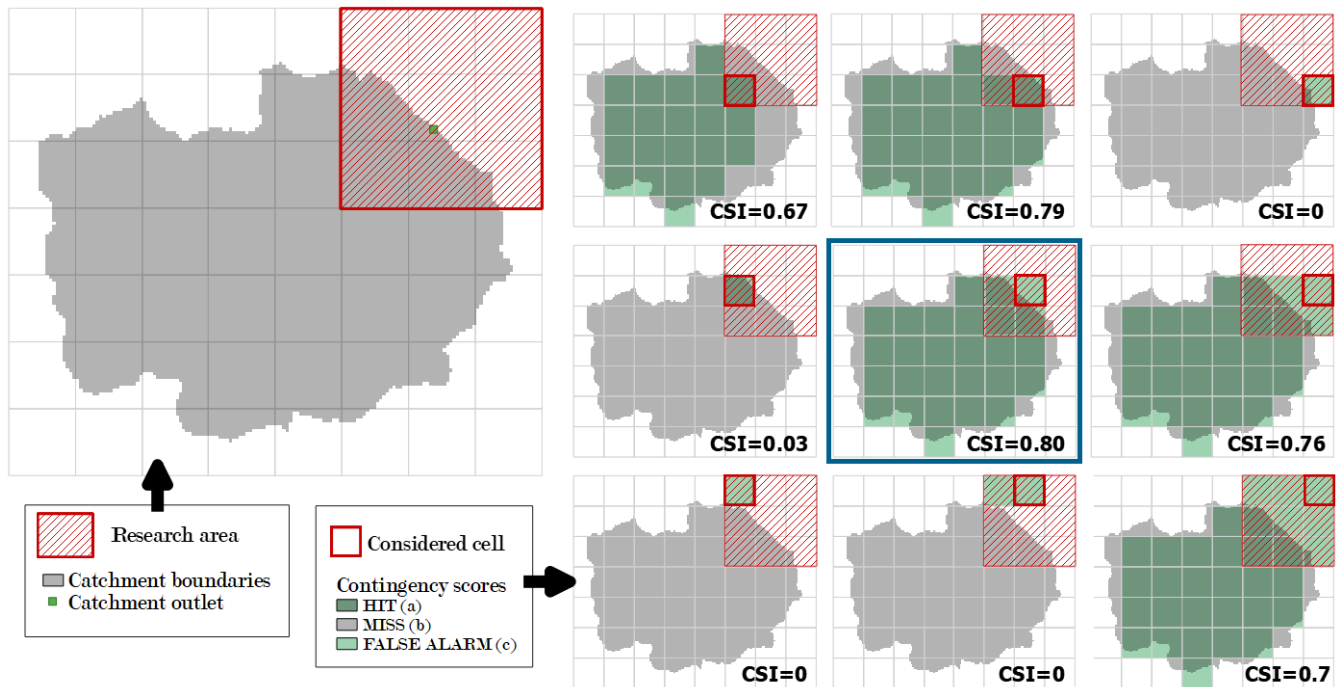 CSI=0.67
CSI=0.79
CSI=0
CSI=0.03
CSI=0.80
CSI=0.76
Research area
Catchment boundaries
Catchment outlet
Considered cell
Contingency scores
HIT (a)
MISS (b)
FALSE ALARM (c)
CSI=0
CSI=0
CSI=0.7